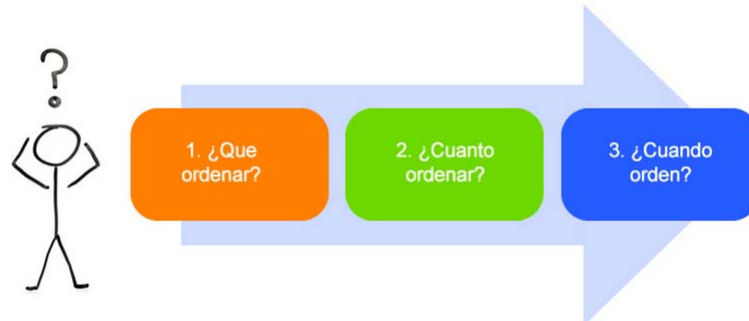 ?
1. ¿Que
ordenar?
2. ¿Cuanto
ordenar?
3. ¿Cuando
orden?